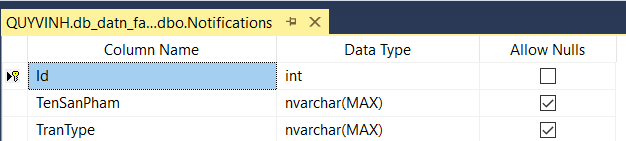 QUYVINH.db_datn_fa...dbo.Notifications
Column Name Data Type Allow Nulls
Id int
TenSanPham nvarchar(MAX)
TranType nvarchar(MAX)